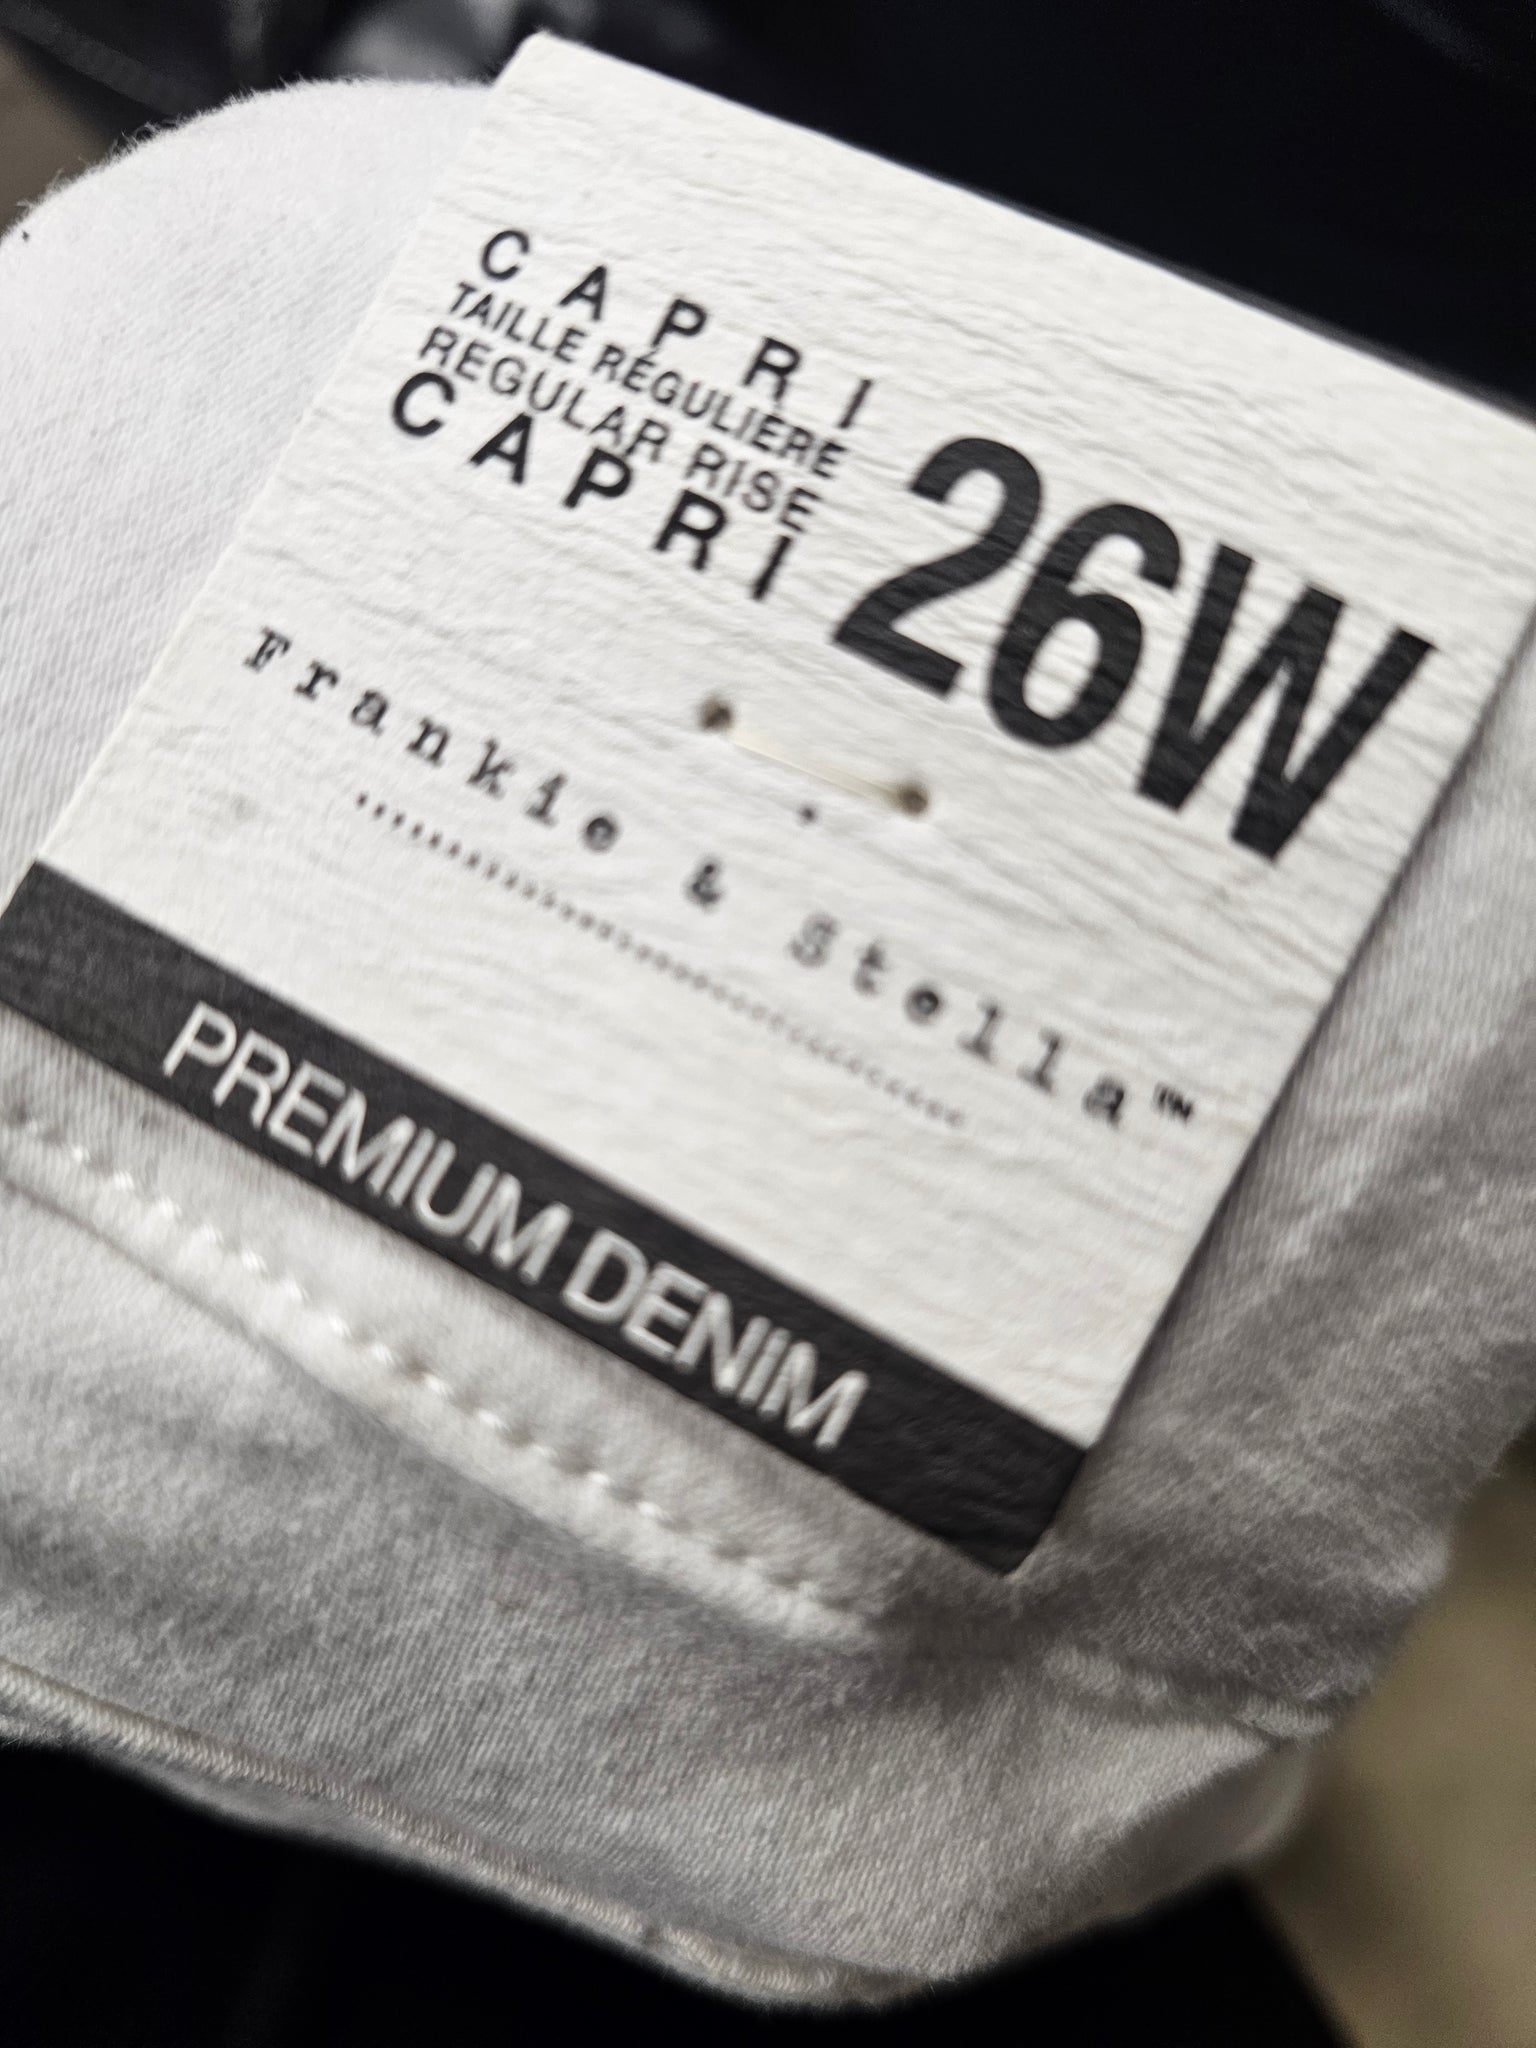 CAPRI
TAILLE RÉGULIÈRE
REGULAR RISE
CAPRI
26W
Frankie & Stella™
PREMIUM DENIM